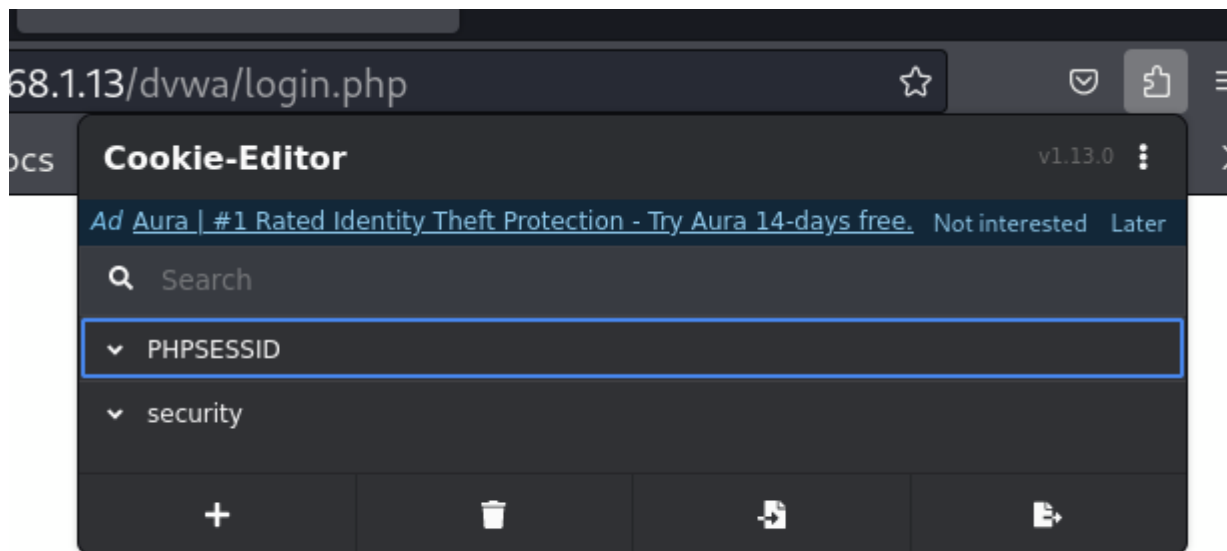 68.1.13/dvwa/login.php
ocs
Cookie-Editor v1.13.0
Ad Aura | #1 Rated Identity Theft Protection - Try Aura 14-days free. Not interested Later
Search
PHPSESSID
security